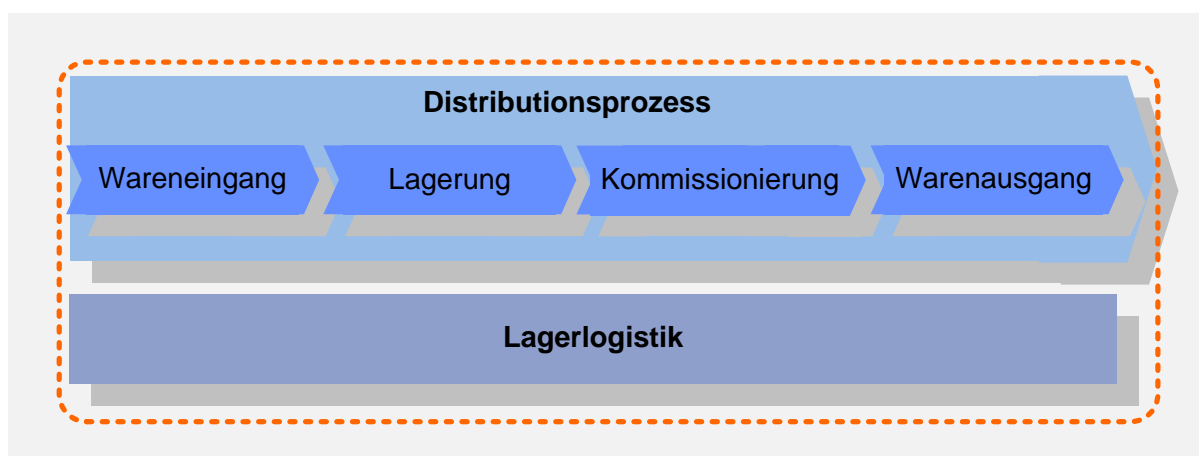 Distributionsprozess
Wareneingang
Lagerung
Kommissionierung
Warenausgang
Lagerlogistik